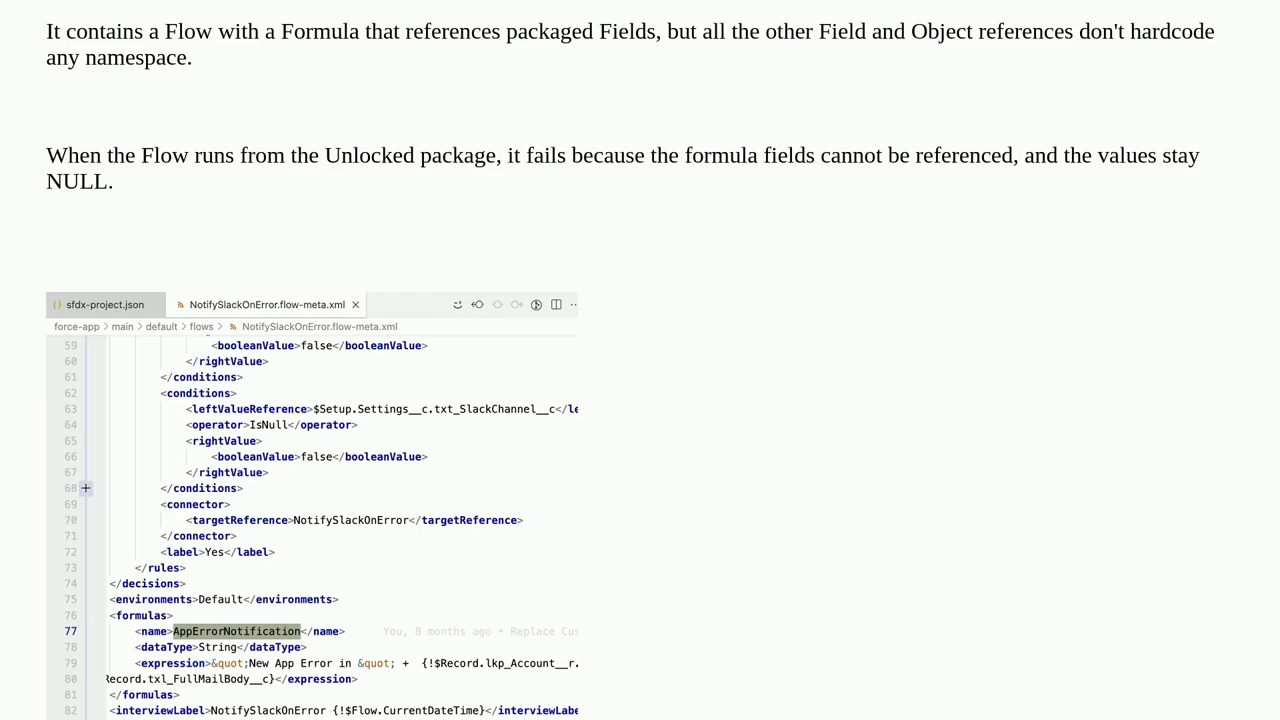 It contains a Flow with a Formula that references packaged Fields, but all the other Field and Object references don't hardcode
any namespace.
When the Flow runs from the Unlocked package, it fails because the formula fields cannot be referenced, and the values stay
NULL.
sfdx-project.json NotifySlackOnError.flow-meta.xml
force-app > main > default > flows > NotifySlackOnError.flow-meta.xml
59 <booleanValue>false</booleanValue>
60 </rightValue>
61 </conditions>
62 <conditions>
63 <leftValueReference>$Setup.Settings__c.txt_SlackChannel__c</le
64 <operator>IsNull</operator>
65 <rightValue>
66 <booleanValue>false</booleanValue>
67 </rightValue>
68 </conditions>
69 <connector>
70 <targetReference>NotifySlackOnError</targetReference>
71 </connector>
72 <label>Yes</label>
73 </rules>
74 </decisions>
75 <environments>Default</environments>
76 <formulas>
77 <name>AppErrorNotification</name> You, 8 months ago • Replace Cus
78 <dataType>String</dataType>
79 <expression>&quot;New App Error in &quot; + {!$Record.lkp_Account__r.
80 Record.txl_FullMailBody__c}</expression>
81 </formulas>
82 <interviewLabel>NotifySlackOnError {!$Flow.CurrentDateTime}</interviewLabe